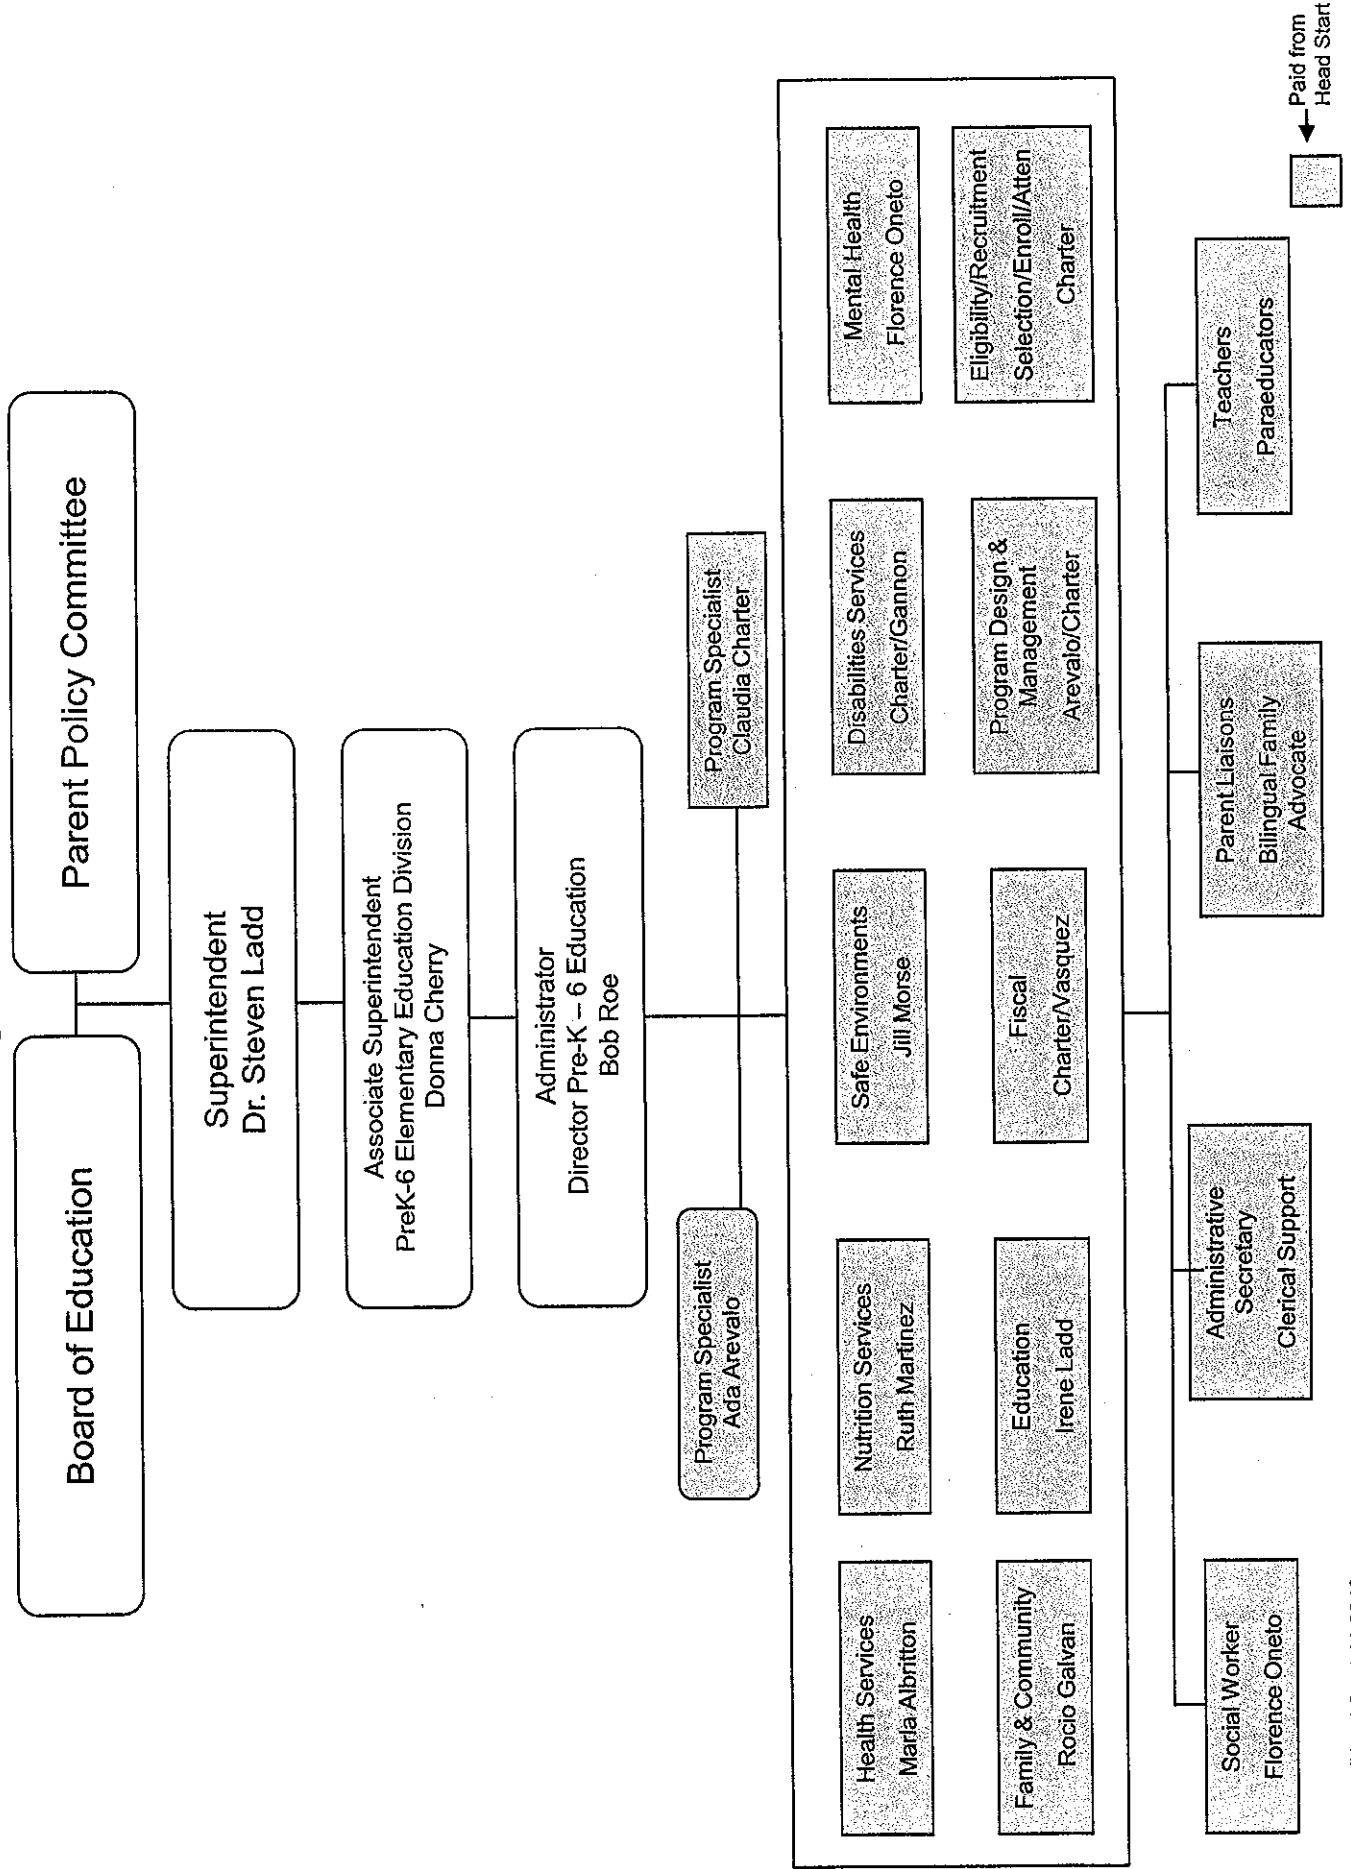 Board of Education
Parent Policy Committee
Superintendent
Dr. Steven Ladd
Associate Superintendent
PreK-6 Elementary Education Division
Donna Cherry
Administrator
Director Pre-K – 6 Education
Bob Roe
Program Specialist
Ada Arevalo
Program Specialist
Claudia Charter
Health Services
Marla Albritton
Nutrition Services
Ruth Martinez
Safe Environments
Jill Morse
Disabilities Services
Charter/Gannon
Mental Health
Florence Oneto
Family & Community
Rocio Galvan
Education
Irene Ladd
Fiscal
Charter/Vasquez
Program Design &
Management
Arevalo/Charter
Eligibility/Recruitment
Selection/Enroll/Atten
Charter
Social Worker
Florence Oneto
Administrative
Secretary
Clerical Support
Parent Liaisons
Bilingual Family
Advocate
Teachers
Paraeducators
Paid from
Head Start